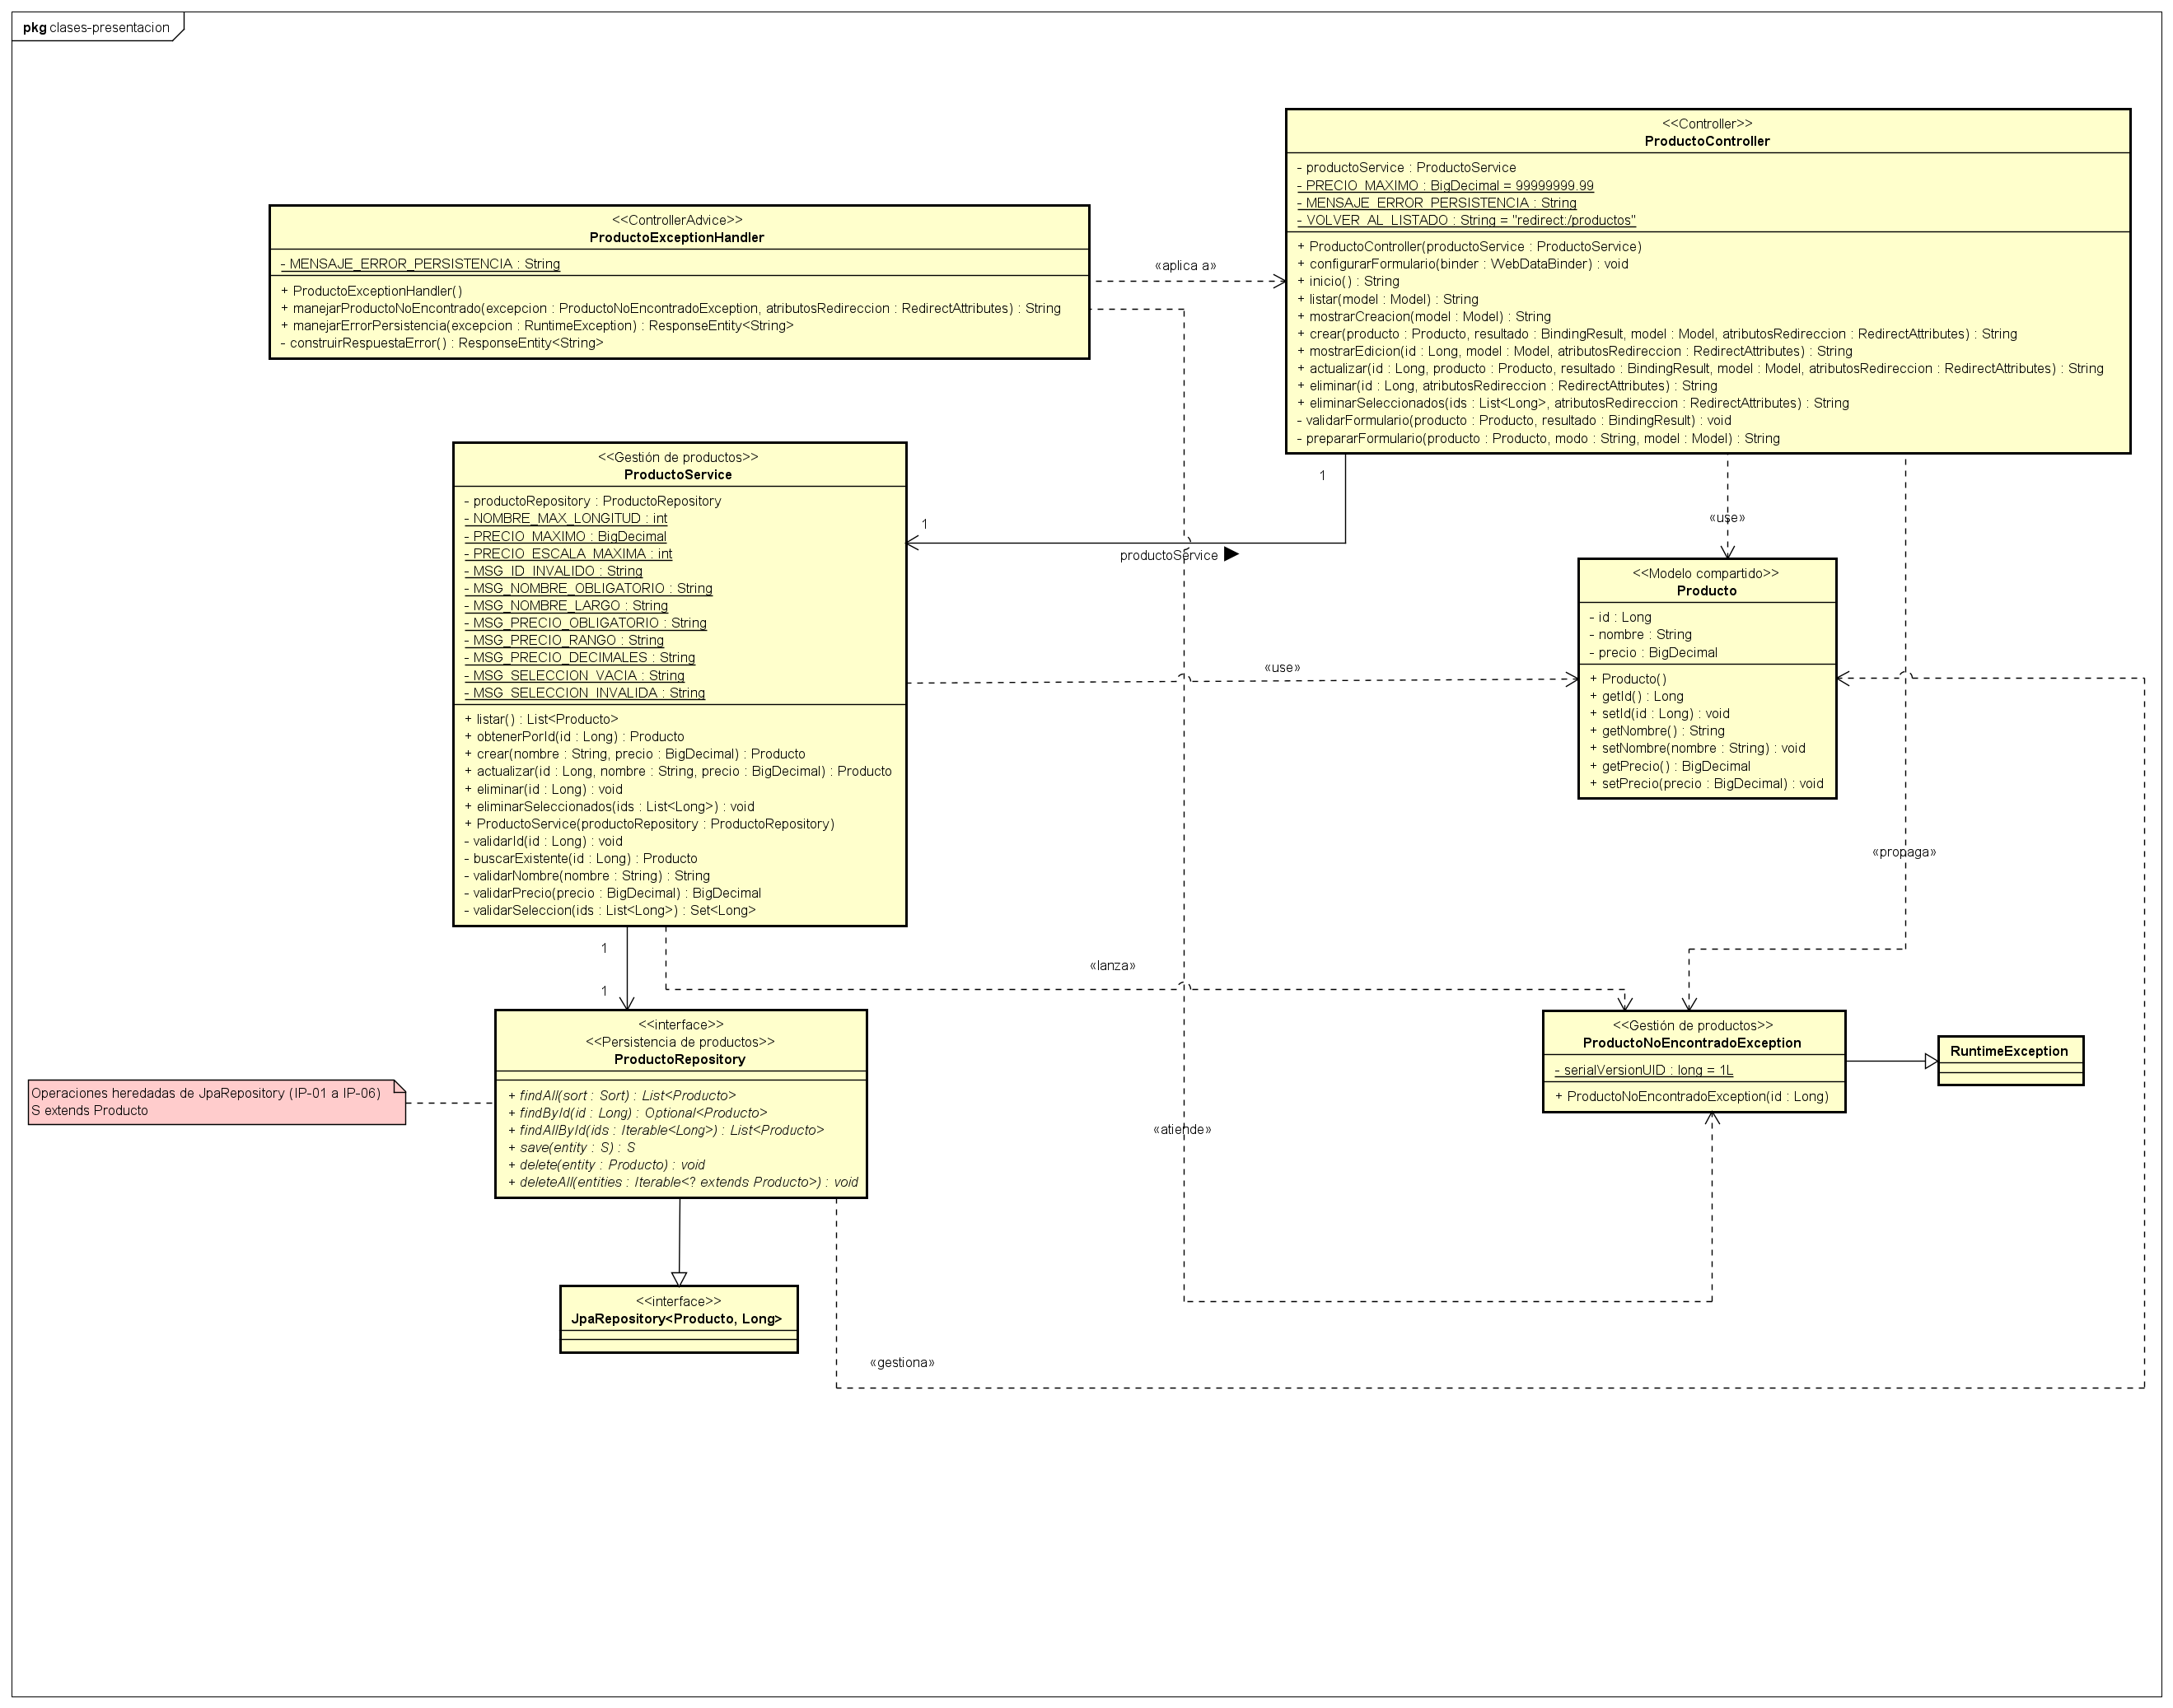 pkg clases-presentacion
<<Controller>>
ProductoController
- productoService : ProductoService
- PRECIO_MAXIMO : BigDecimal = 99999999.99
- MENSAJE_ERROR_PERSISTENCIA : String
- VOLVER_AL_LISTADO : String = "redirect:/productos"
+ ProductoController(productoService : ProductoService)
+ configurarFormulario(binder : WebDataBinder) : void
+ inicio() : String
+ listar(model : Model) : String
+ mostrarCreacion(model : Model) : String
+ crear(producto : Producto, resultado : BindingResult, model : Model, atributosRedireccion : RedirectAttributes) : String
+ mostrarEdicion(id : Long, model : Model, atributosRedireccion : RedirectAttributes) : String
+ actualizar(id : Long, producto : Producto, resultado : BindingResult, model : Model, atributosRedireccion : RedirectAttributes) : String
+ eliminar(id : Long, atributosRedireccion : RedirectAttributes) : String
+ eliminarSeleccionados(ids : List<Long>, atributosRedireccion : RedirectAttributes) : String
- validarFormulario(producto : Producto, resultado : BindingResult) : void
- prepararFormulario(producto : Producto, modo : String, model : Model) : String
<<ControllerAdvice>>
ProductoExceptionHandler
- MENSAJE_ERROR_PERSISTENCIA : String
+ ProductoExceptionHandler()
+ manejarProductoNoEncontrado(excepcion : ProductoNoEncontradoException, atributosRedireccion : RedirectAttributes) : String
+ manejarErrorPersistencia(excepcion : RuntimeException) : ResponseEntity<String>
- construirRespuestaError() : ResponseEntity<String>
«aplica a»
<<Gestión de productos>>
ProductoService
- productoRepository : ProductoRepository
- NOMBRE_MAX_LONGITUD : int
- PRECIO_MAXIMO : BigDecimal
- PRECIO_ESCALA_MAXIMA : int
- MSG_ID_INVALIDO : String
- MSG_NOMBRE_OBLIGATORIO : String
- MSG_NOMBRE_LARGO : String
- MSG_PRECIO_OBLIGATORIO : String
- MSG_PRECIO_RANGO : String
- MSG_PRECIO_DECIMALES : String
- MSG_SELECCION_VACIA : String
- MSG_SELECCION_INVALIDA : String
+ listar() : List<Producto>
+ obtenerPorId(id : Long) : Producto
+ crear(nombre : String, precio : BigDecimal) : Producto
+ actualizar(id : Long, nombre : String, precio : BigDecimal) : Producto
+ eliminar(id : Long) : void
+ eliminarSeleccionados(ids : List<Long>) : void
+ ProductoService(productoRepository : ProductoRepository)
- validarId(id : Long) : void
- buscarExistente(id : Long) : Producto
- validarNombre(nombre : String) : String
- validarPrecio(precio : BigDecimal) : BigDecimal
- validarSeleccion(ids : List<Long>) : Set<Long>
1
1
productoService
«use»
<<Modelo compartido>>
Producto
- id : Long
- nombre : String
- precio : BigDecimal
+ Producto()
+ getId() : Long
+ setId(id : Long) : void
+ getNombre() : String
+ setNombre(nombre : String) : void
+ getPrecio() : BigDecimal
+ setPrecio(precio : BigDecimal) : void
«use»
«propaga»
1
1
«lanza»
<<interface>>
<<Persistencia de productos>>
ProductoRepository
+ findAll(sort : Sort) : List<Producto>
+ findById(id : Long) : Optional<Producto>
+ findAllById(ids : Iterable<Long>) : List<Producto>
+ save(entity : S) : S
+ delete(entity : Producto) : void
+ deleteAll(entities : Iterable<? extends Producto>) : void
Operaciones heredadas de JpaRepository (IP-01 a IP-06)
S extends Producto
<<Gestión de productos>>
ProductoNoEncontradoException
- serialVersionUID : long = 1L
+ ProductoNoEncontradoException(id : Long)
RuntimeException
«atiende»
<<interface>>
JpaRepository<Producto, Long>
«gestiona»